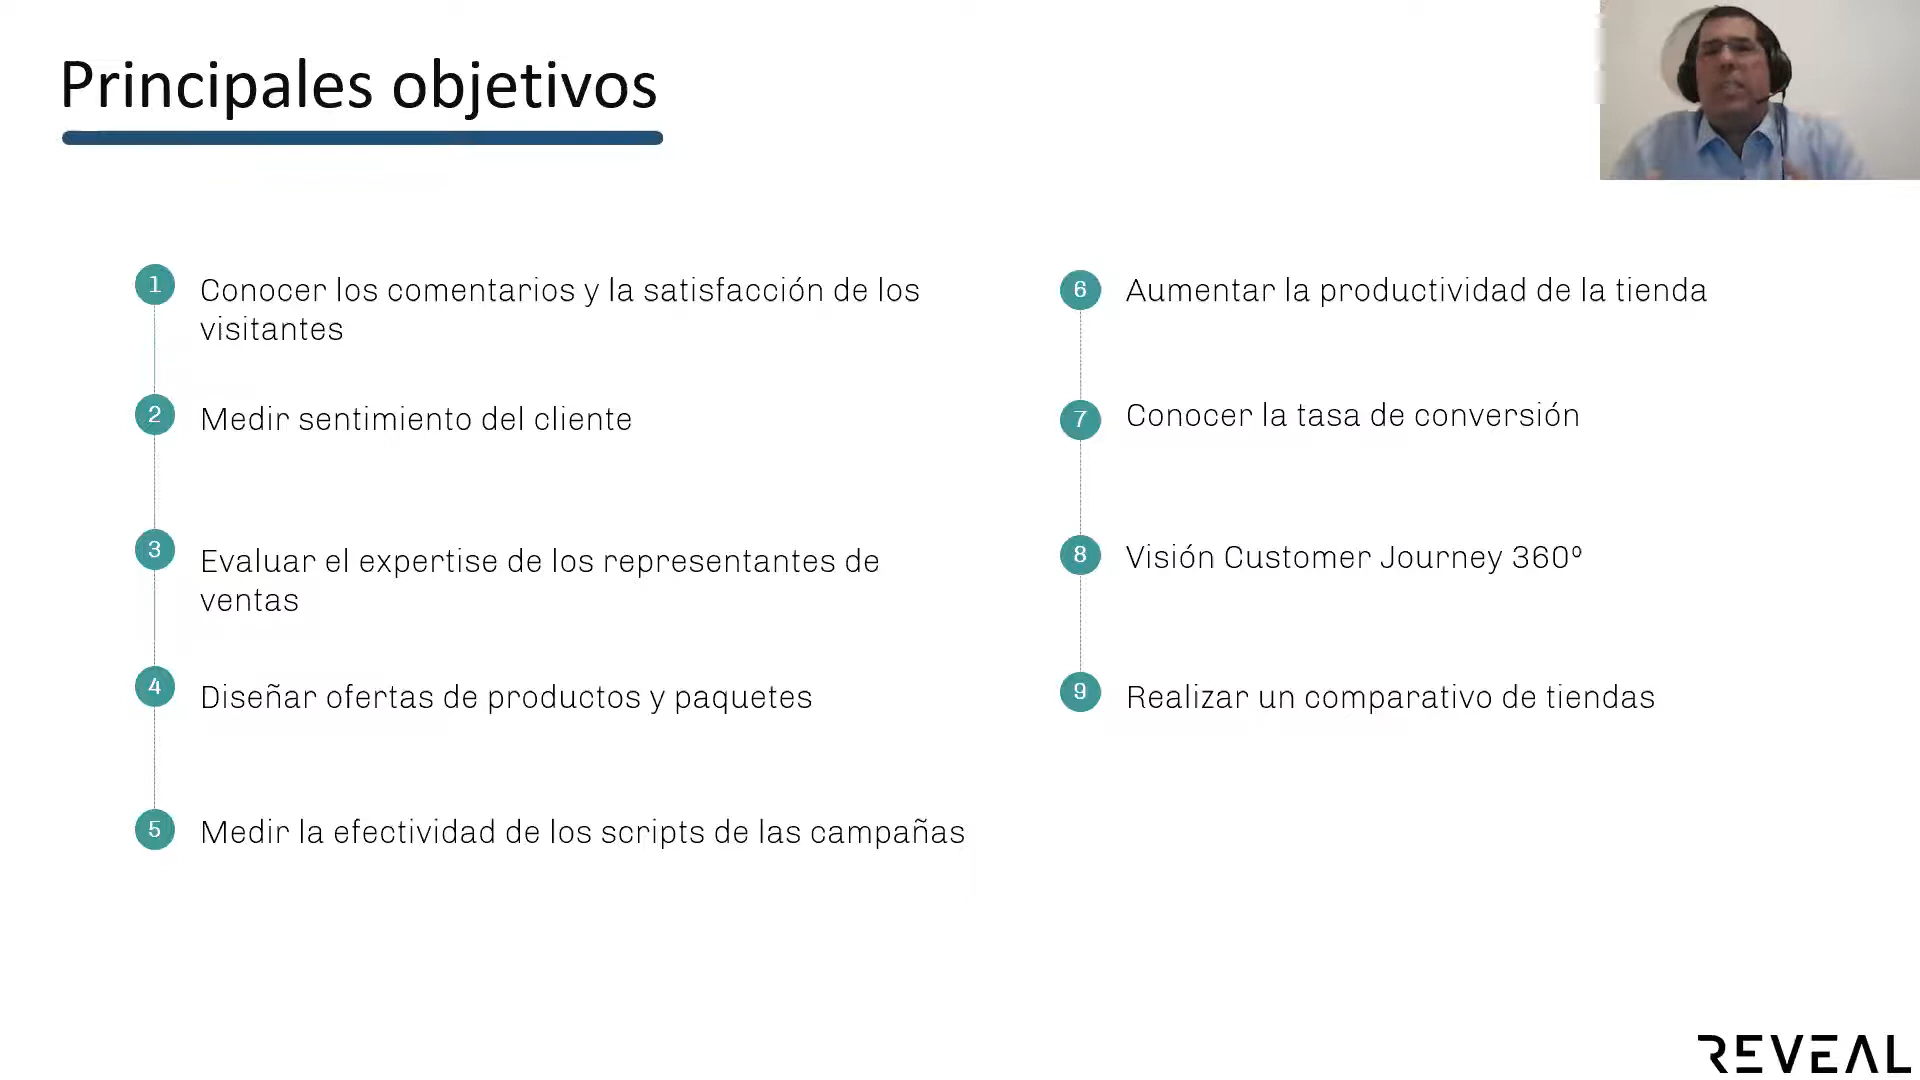 Principales objetivos
1
Conocer los comentarios y la satisfacción de los
visitantes
2
Medir sentimiento del cliente
3
Evaluar el expertise de los representantes de
ventas
4
Diseñar ofertas de productos y paquetes
5
Medir la efectividad de los scripts de las campañas
6
Aumentar la productividad de la tienda
7
Conocer la tasa de conversión
8
Visión Customer Journey 360º
9
Realizar un comparativo de tiendas
REVEAL